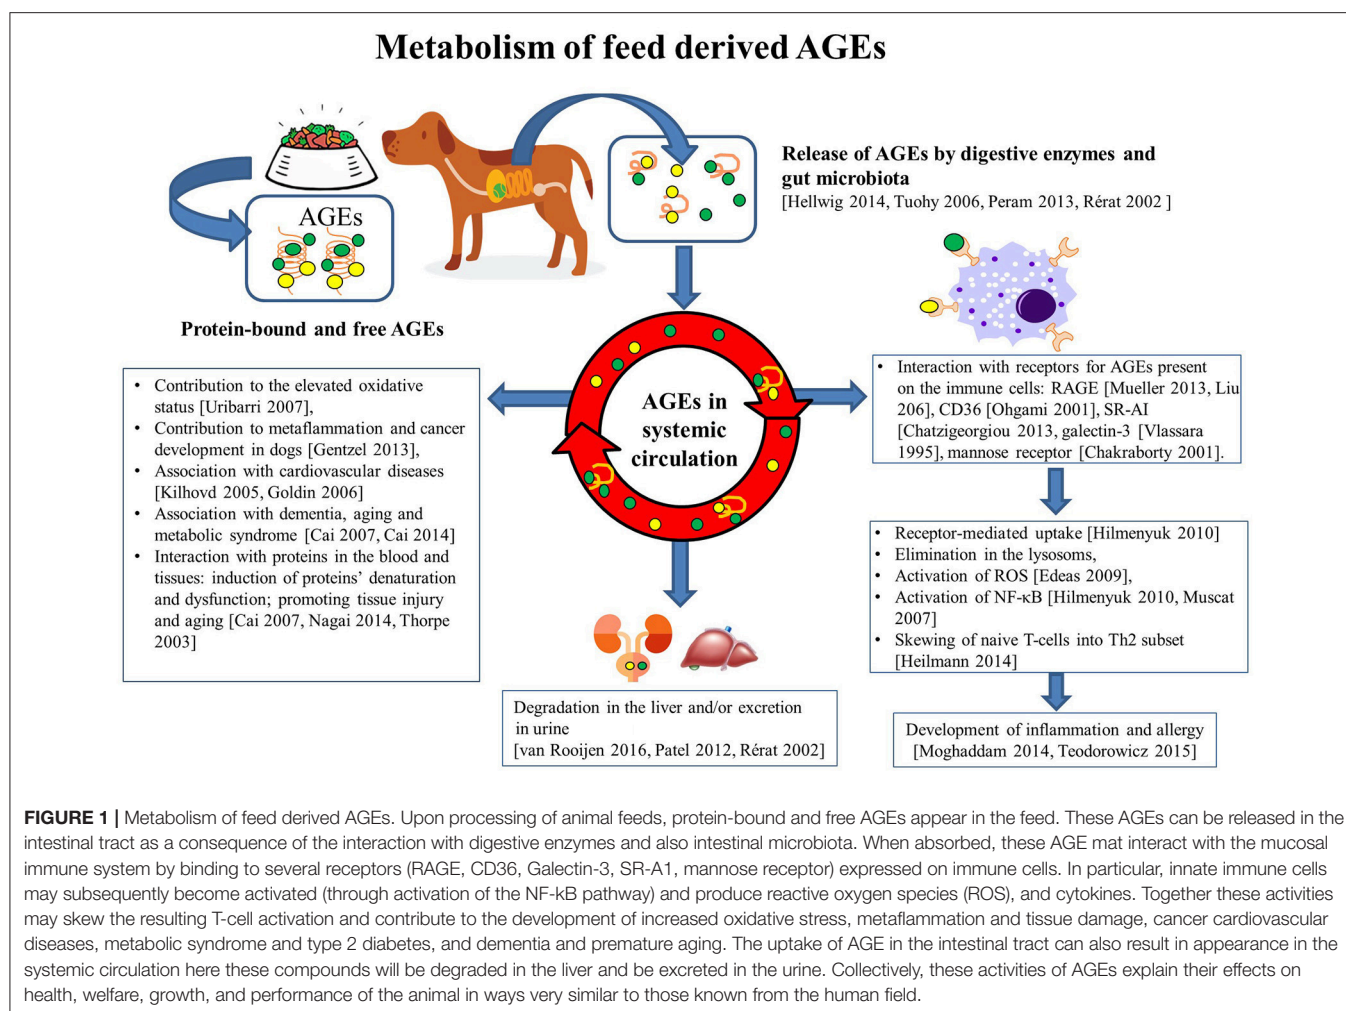 Metabolism of feed derived AGEs
AGEs
Protein-bound and free AGEs
Release of AGEs by digestive enzymes and
gut microbiota
[Hellwig 2014, Tuohy 2006, Peram 2013, Rérat 2002 ]
• Contribution to the elevated oxidative
status [Uribarri 2007],
• Contribution to metaflammation and cancer
development in dogs [Gentzel 2013],
• Association with cardiovascular diseases
[Kilhovd 2005, Goldin 2006]
• Association with dementia, aging and
metabolic syndrome [Cai 2007, Cai 2014]
• Interaction with proteins in the blood and
tissues: induction of proteins’ denaturation
and dysfunction; promoting tissue injury
and aging [Cai 2007, Nagai 2014, Thorpe
2003]
AGEs in
systemic
circulation
• Interaction with receptors for AGEs present
on the immune cells: RAGE [Mueller 2013, Liu
206], CD36 [Ohgami 2001], SR-AI
[Chatzigeorgiou 2013, galectin-3 [Vlassara
1995], mannose receptor [Chakraborty 2001].
• Receptor-mediated uptake [Hilmenyuk 2010]
• Elimination in the lysosoms,
• Activation of ROS [Edeas 2009],
• Activation of NF-κB [Hilmenyuk 2010, Muscat
2007]
• Skewing of naive T-cells into Th2 subset
[Heilmann 2014]
Degradation in the liver and/or excretion
in urine
[van Rooijen 2016, Patel 2012, Rérat 2002]
Development of inflammation and allergy
[Moghaddam 2014, Teodorowicz 2015]
FIGURE 1 | Metabolism of feed derived AGEs. Upon processing of animal feeds, protein-bound and free AGEs appear in the feed. These AGEs can be released in the
intestinal tract as a consequence of the interaction with digestive enzymes and also intestinal microbiota. When absorbed, these AGE mat interact with the mucosal
immune system by binding to several receptors (RAGE, CD36, Galectin-3, SR-A1, mannose receptor) expressed on immune cells. In particular, innate immune cells
may subsequently become activated (through activation of the NF-kB pathway) and produce reactive oxygen species (ROS), and cytokines. Together these activities
may skew the resulting T-cell activation and contribute to the development of increased oxidative stress, metaflammation and tissue damage, cancer cardiovascular
diseases, metabolic syndrome and type 2 diabetes, and dementia and premature aging. The uptake of AGE in the intestinal tract can also result in appearance in the
systemic circulation here these compounds will be degraded in the liver and be excreted in the urine. Collectively, these activities of AGEs explain their effects on
health, welfare, growth, and performance of the animal in ways very similar to those known from the human field.